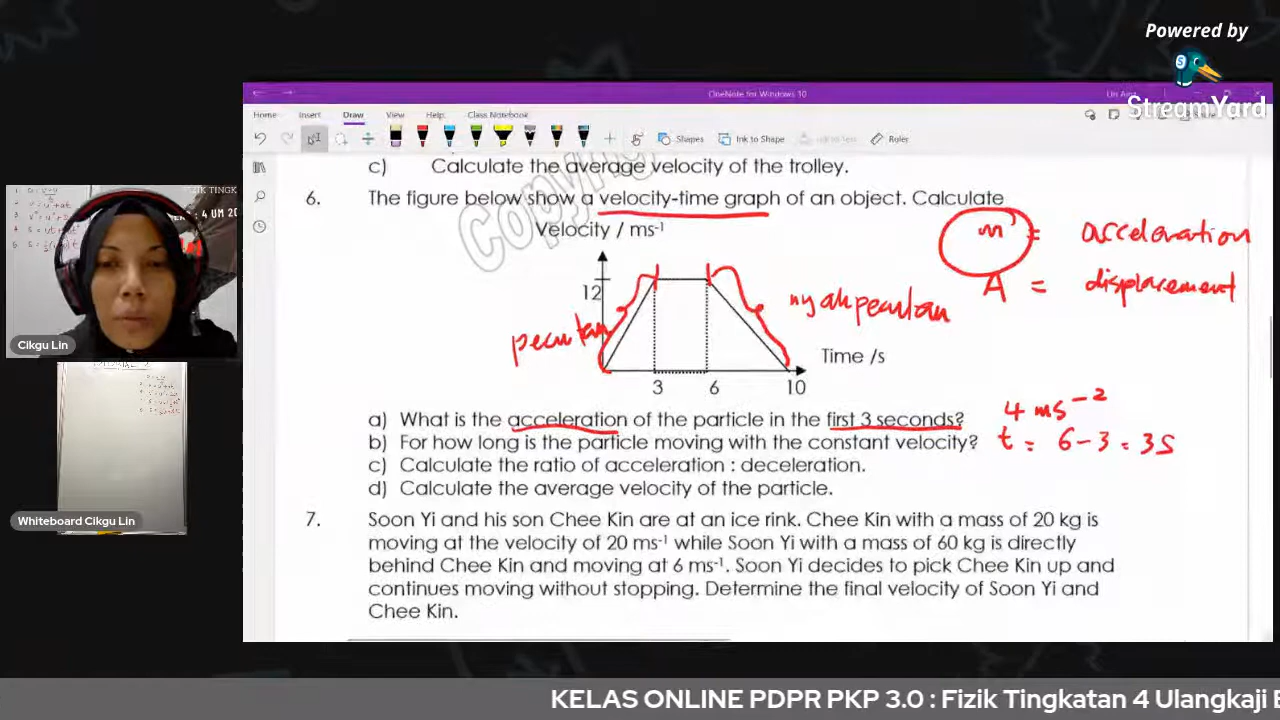 Powered by
StreamYard
OneNote for Windows 10
Home Insert Draw View Help Class Notebook
Shapes Ink to Shape Ink to Text Ruler
c) Calculate the average velocity of the trolley.
6. The figure below show a velocity-time graph of an object. Calculate
Copyrig
Velocity / ms⁻¹
m = acceleration
A = displacement
12
pecutan
nyahpecutan
Time /s
3 6 10
a) What is the acceleration of the particle in the first 3 seconds?
4 ms⁻²
b) For how long is the particle moving with the constant velocity?
t = 6 - 3 = 3s
c) Calculate the ratio of acceleration : deceleration.
d) Calculate the average velocity of the particle.
7. Soon Yi and his son Chee Kin are at an ice rink. Chee Kin with a mass of 20 kg is
moving at the velocity of 20 ms⁻¹ while Soon Yi with a mass of 60 kg is directly
behind Chee Kin and moving at 6 ms⁻¹. Soon Yi decides to pick Chee Kin up and
continues moving without stopping. Determine the final velocity of Soon Yi and
Chee Kin.
FIZIK TINGK
: 4 UM 20
Cikgu Lin
Whiteboard Cikgu Lin
KELAS ONLINE PDPR PKP 3.0 : Fizik Tingkatan 4 Ulangkaji